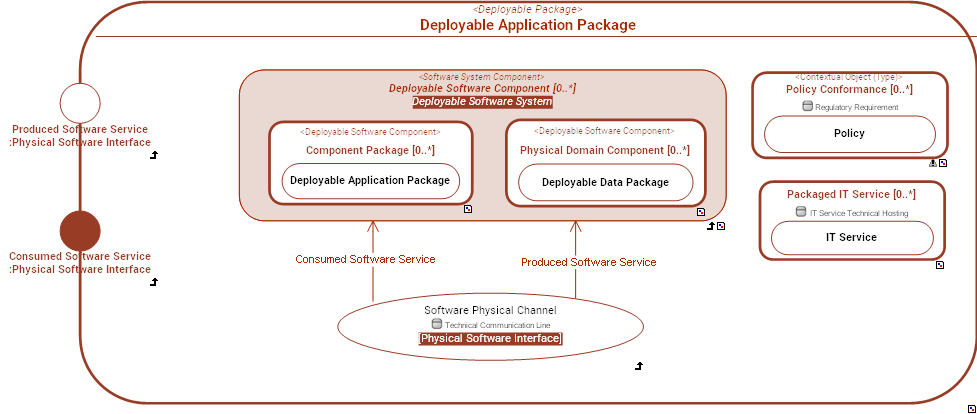 <Deployable Package>
Deployable Application Package
Produced Software Service
:Physical Software Interface
Consumed Software Service
:Physical Software Interface
<Software System Component>
Deployable Software Component [0..*]
Deployable Software System
<Deployable Software Component>
Component Package [0..*]
Deployable Application Package
<Deployable Software Component>
Physical Domain Component [0..*]
Deployable Data Package
<Contextual Object (Type)>
Policy Conformance [0..*]
Regulatory Requirement
Policy
Packaged IT Service [0..*]
IT Service Technical Hosting
IT Service
Consumed Software Service
Produced Software Service
Software Physical Channel
Technical Communication Line
[Physical Software Interface]